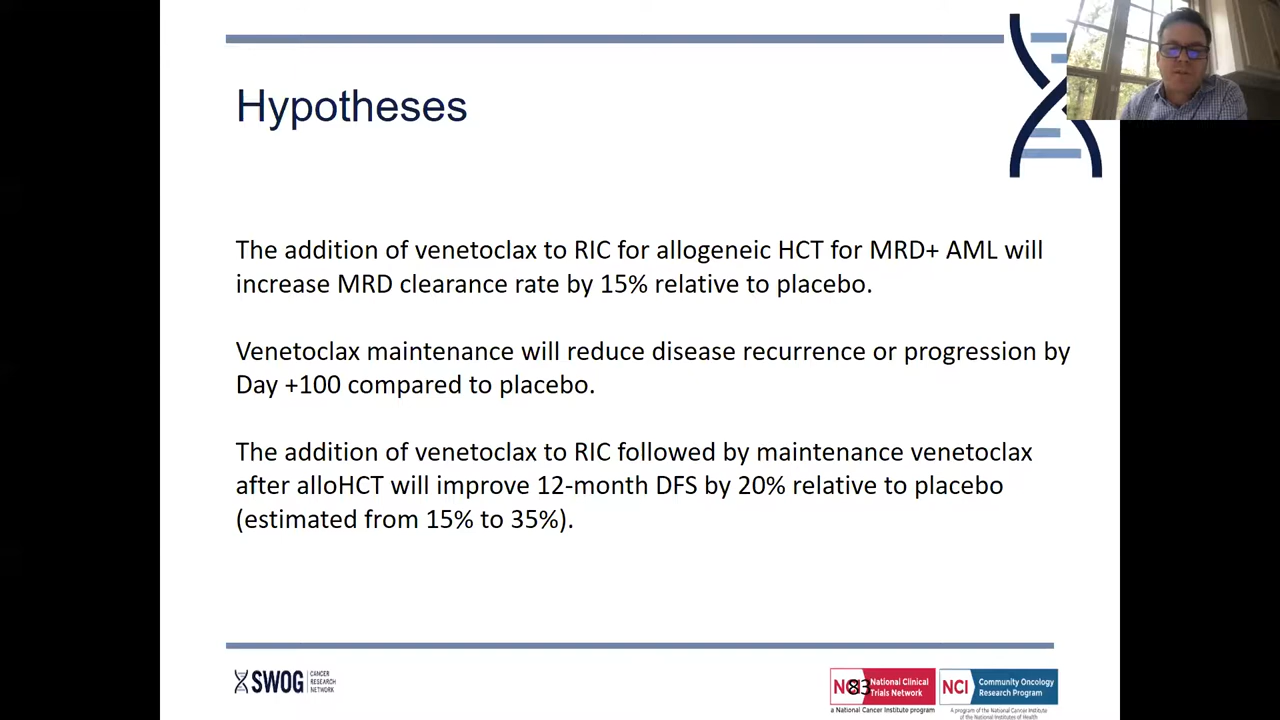 Hypotheses
The addition of venetoclax to RIC for allogeneic HCT for MRD+ AML will
increase MRD clearance rate by 15% relative to placebo.
Venetoclax maintenance will reduce disease recurrence or progression by
Day +100 compared to placebo.
The addition of venetoclax to RIC followed by maintenance venetoclax
after alloHCT will improve 12-month DFS by 20% relative to placebo
(estimated from 15% to 35%).
SWOG CANCER
RESEARCH
NETWORK
NCI National Clinical
Trials Network
a National Cancer Institute program
83
NCI Community Oncology
Research Program
A program of the National Cancer Institute
of the National Institutes of Health